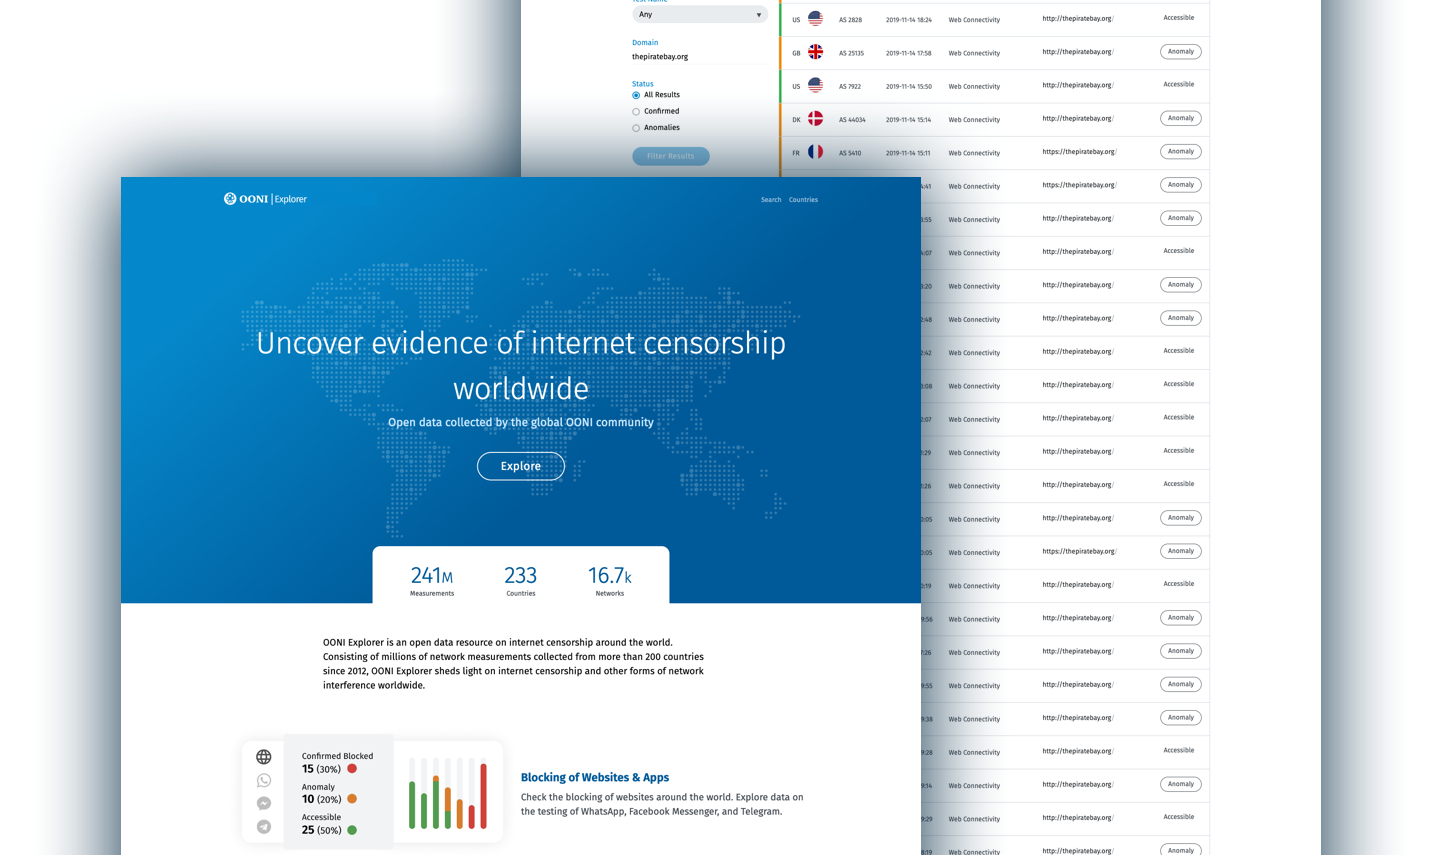 Any
Domain
thepiratebay.org
Status
All Results
Confirmed
Anomalies
Filter Results
US AS 2828 2019-11-14 18:24 Web Connectivity http://thepiratebay.org/ Accessible
GB AS 25135 2019-11-14 17:58 Web Connectivity http://thepiratebay.org/ Anomaly
US AS 7922 2019-11-14 15:50 Web Connectivity http://thepiratebay.org/ Accessible
DK AS 44034 2019-11-14 15:14 Web Connectivity http://thepiratebay.org/ Anomaly
FR AS 5410 2019-11-14 15:11 Web Connectivity https://thepiratebay.org/ Anomaly
:41 Web Connectivity https://thepiratebay.org/ Anomaly
:55 Web Connectivity http://thepiratebay.org/ Anomaly
:07 Web Connectivity http://thepiratebay.org/ Accessible
:20 Web Connectivity http://thepiratebay.org/ Anomaly
:48 Web Connectivity http://thepiratebay.org/ Anomaly
:42 Web Connectivity http://thepiratebay.org/ Accessible
:08 Web Connectivity http://thepiratebay.org/ Accessible
:07 Web Connectivity http://thepiratebay.org/ Accessible
:29 Web Connectivity http://thepiratebay.org/ Accessible
:26 Web Connectivity http://thepiratebay.org/ Accessible
:05 Web Connectivity http://thepiratebay.org/ Anomaly
:05 Web Connectivity https://thepiratebay.org/ Anomaly
:19 Web Connectivity http://thepiratebay.org/ Accessible
:56 Web Connectivity http://thepiratebay.org/ Anomaly
:26 Web Connectivity http://thepiratebay.org/ Anomaly
:55 Web Connectivity http://thepiratebay.org/ Anomaly
:38 Web Connectivity http://thepiratebay.org/ Anomaly
:28 Web Connectivity http://thepiratebay.org/ Accessible
:14 Web Connectivity http://thepiratebay.org/ Anomaly
:29 Web Connectivity http://thepiratebay.org/ Accessible
:19 Web Connectivity http://thepiratebay.org/ Anomaly
OONI | Explorer
Search Countries
Uncover evidence of internet censorship
worldwide
Open data collected by the global OONI community
Explore
241M 233 16.7k
Measurements Countries Networks
OONI Explorer is an open data resource on internet censorship around the world.
Consisting of millions of network measurements collected from more than 200 countries
since 2012, OONI Explorer sheds light on internet censorship and other forms of network
interference worldwide.
Confirmed Blocked
15 (30%)
Anomaly
10 (20%)
Accessible
25 (50%)
Blocking of Websites & Apps
Check the blocking of websites around the world. Explore data on
the testing of WhatsApp, Facebook Messenger, and Telegram.